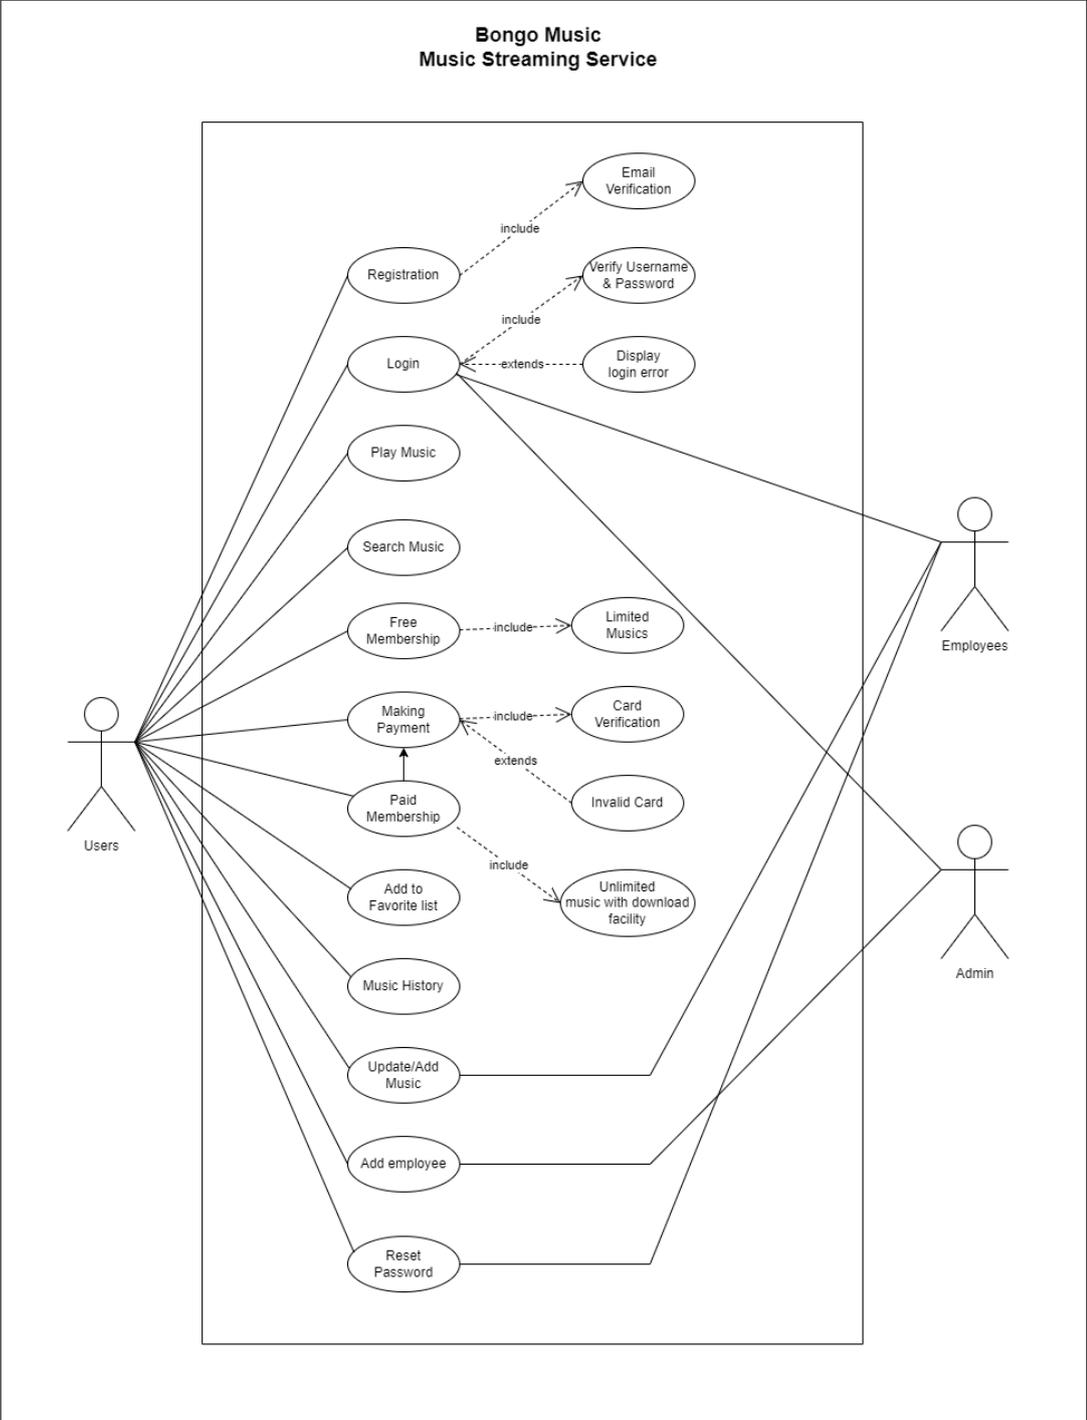 Bongo Music
Music Streaming Service
Email
Verification
include
Registration
Verify Username
& Password
include
Login
extends
Display
login error
Play Music
Search Music
Free
Membership
include
Limited
Musics
Employees
Making
Payment
include
Card
Verification
extends
Invalid Card
Paid
Membership
Users
include
Add to
Favorite list
Unlimited
music with download
facility
Admin
Music History
Update/Add
Music
Add employee
Reset
Password